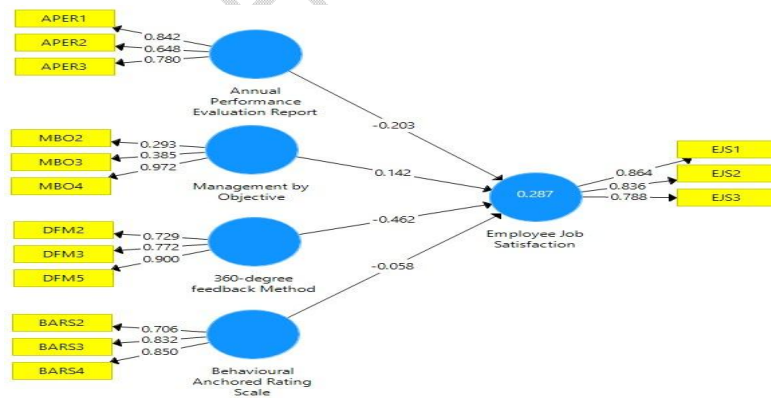 APER1
APER2
APER3
0.842
0.648
0.780
Annual
Performance
Evaluation Report
-0.203
MBO2
MBO3
MBO4
0.293
0.385
0.972
Management by
Objective
0.142
DFM2
DFM3
DFM5
0.729
0.772
0.900
360-degree
feedback Method
-0.462
BARS2
BARS3
BARS4
0.706
0.832
0.850
Behavioural
Anchored Rating
Scale
-0.058
0.287
Employee Job
Satisfaction
0.864
0.836
0.788
EJS1
EJS2
EJS3